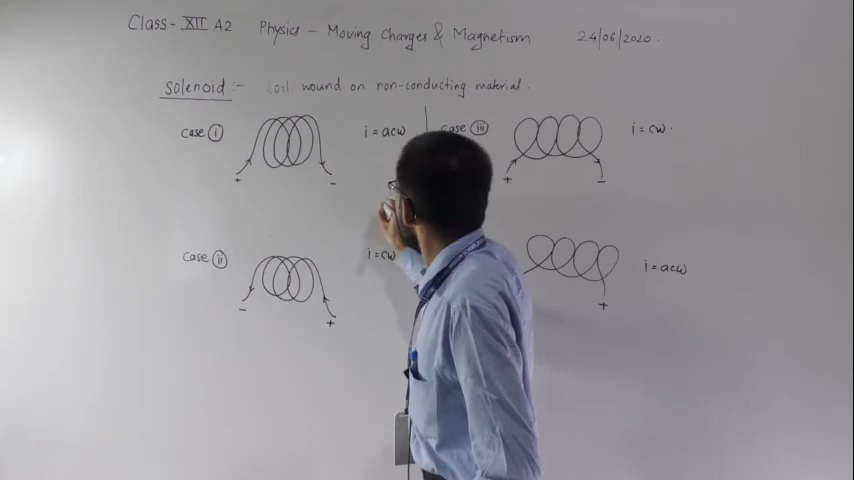 Class - XII A2 Physics - Moving Charges & Magnetism 24/06/2020.
Solenoid :- coil wound on non-conducting material.
case (i) i = acw
+ -
case (ii) i = cw
- +
case (iii) i = cw.
+ -
i = acw
+